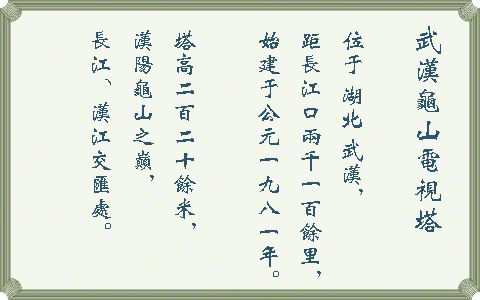 武漢龜山電視塔
位于湖北武漢，
距長江口兩千一百餘里，
始建于公元一九八一年。
塔高二百二十餘米，
漢陽龜山之巔，
長江、漢江交匯處。